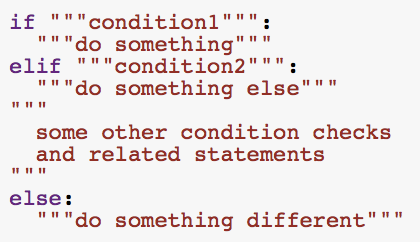 if """condition1""":
  """do something"""
elif """condition2""":
  """do something else"""
"""
  some other condition checks
  and related statements
"""
else:
  """do something different"""